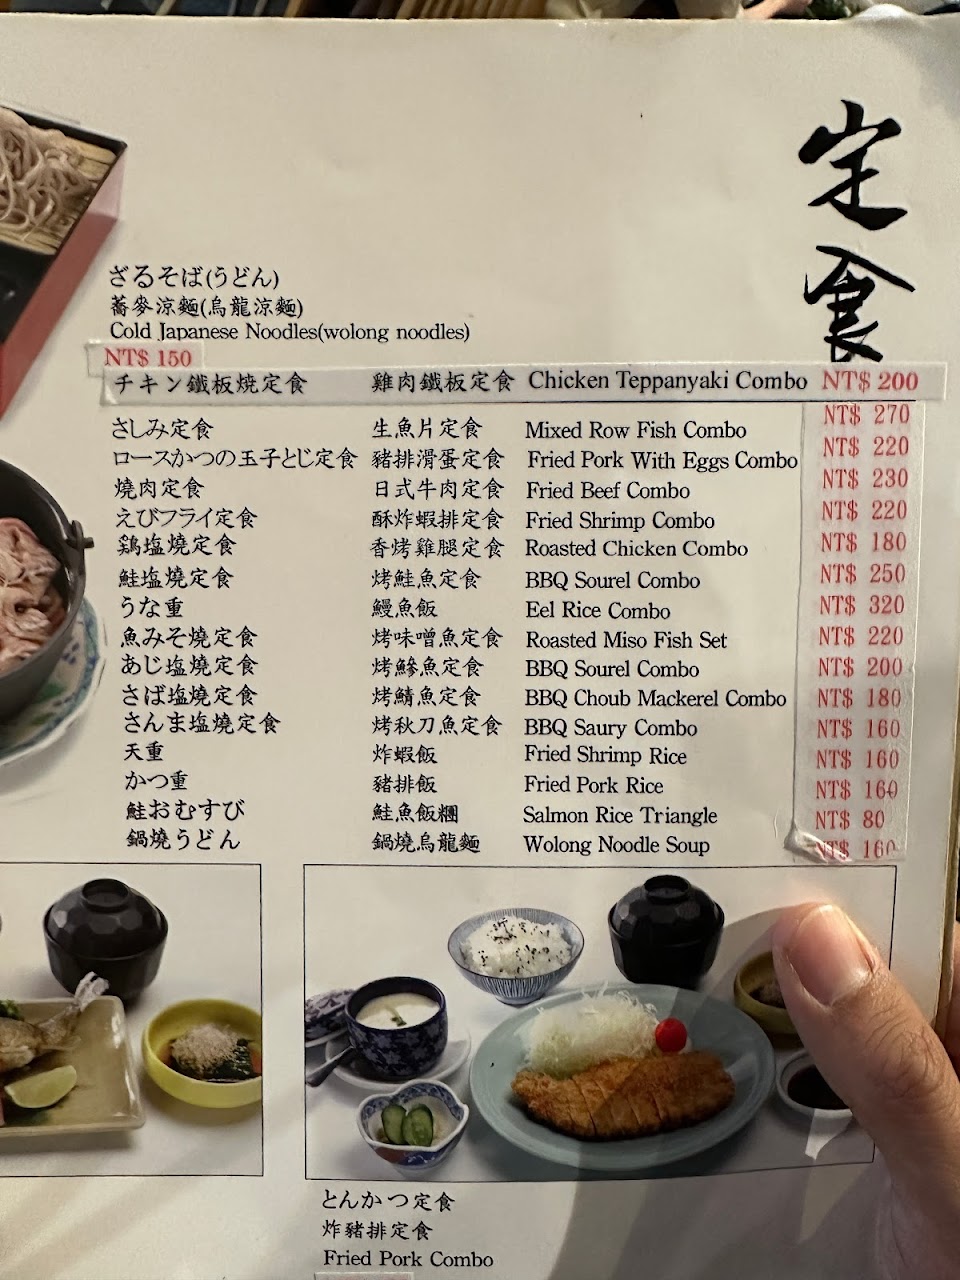 定食
ざるそば(うどん)
蕎麥涼麵(烏龍涼麵)
Cold Japanese Noodles(wolong noodles)
NT$ 150
チキン鐵板燒定食 雞肉鐵板定食 Chicken Teppanyaki Combo NT$ 200
さしみ定食 生魚片定食 Mixed Row Fish Combo NT$ 270
ロースかつの玉子とじ定食 豬排滑蛋定食 Fried Pork With Eggs Combo NT$ 220
燒肉定食 日式牛肉定食 Fried Beef Combo NT$ 230
えびフライ定食 酥炸蝦排定食 Fried Shrimp Combo NT$ 220
鶏塩燒定食 香烤雞腿定食 Roasted Chicken Combo NT$ 180
鮭塩燒定食 烤鮭魚定食 BBQ Sourel Combo NT$ 250
うな重 鰻魚飯 Eel Rice Combo NT$ 320
魚みそ燒定食 烤味噌魚定食 Roasted Miso Fish Set NT$ 220
あじ塩燒定食 烤鰺魚定食 BBQ Sourel Combo NT$ 200
さば塩燒定食 烤鯖魚定食 BBQ Choub Mackerel Combo NT$ 180
さんま塩燒定食 烤秋刀魚定食 BBQ Saury Combo NT$ 160
天重 炸蝦飯 Fried Shrimp Rice NT$ 160
かつ重 豬排飯 Fried Pork Rice NT$ 160
鮭おむすび 鮭魚飯糰 Salmon Rice Triangle NT$ 80
鍋燒うどん 鍋燒烏龍麵 Wolong Noodle Soup NT$ 160
とんかつ定食
炸豬排定食
Fried Pork Combo